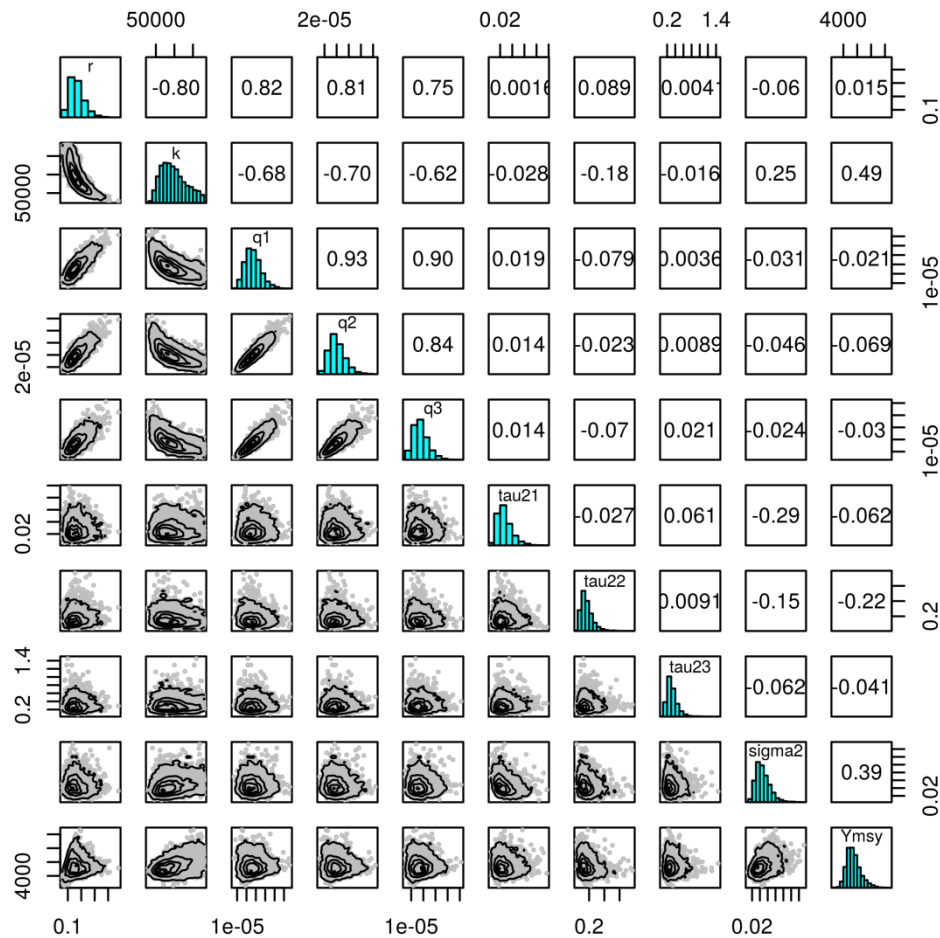 50000 2e-05 0.02 0.2 1.4 4000
r -0.80 0.82 0.81 0.75 0.0016 0.089 0.0041 -0.06 0.015 0.1
50000 k -0.68 -0.70 -0.62 -0.028 -0.18 -0.016 0.25 0.49
q1 0.93 0.90 0.019 -0.079 0.0036 -0.031 -0.021 1e-05
2e-05 q2 0.84 0.014 -0.023 0.0089 -0.046 -0.069
q3 0.014 -0.07 0.021 -0.024 -0.03 1e-05
0.02 tau21 -0.027 0.061 -0.29 -0.062
tau22 0.0091 -0.15 -0.22 0.2
0.2 1.4 tau23 -0.062 -0.041
sigma2 0.39 0.02
4000 Ymsy
0.1 1e-05 1e-05 0.2 0.02